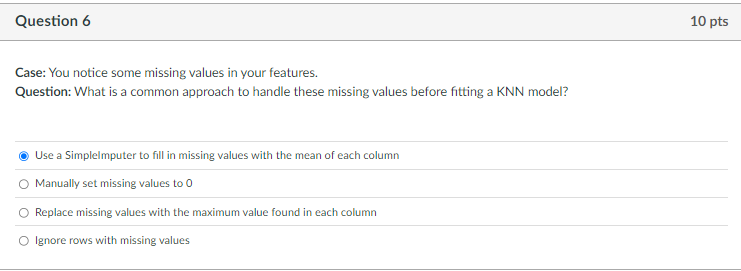 Question 6
10 pts
Case: You notice some missing values in your features.
Question: What is a common approach to handle these missing values before fitting a KNN model?
Use a SimpleImputer to fill in missing values with the mean of each column
Manually set missing values to 0
Replace missing values with the maximum value found in each column
Ignore rows with missing values